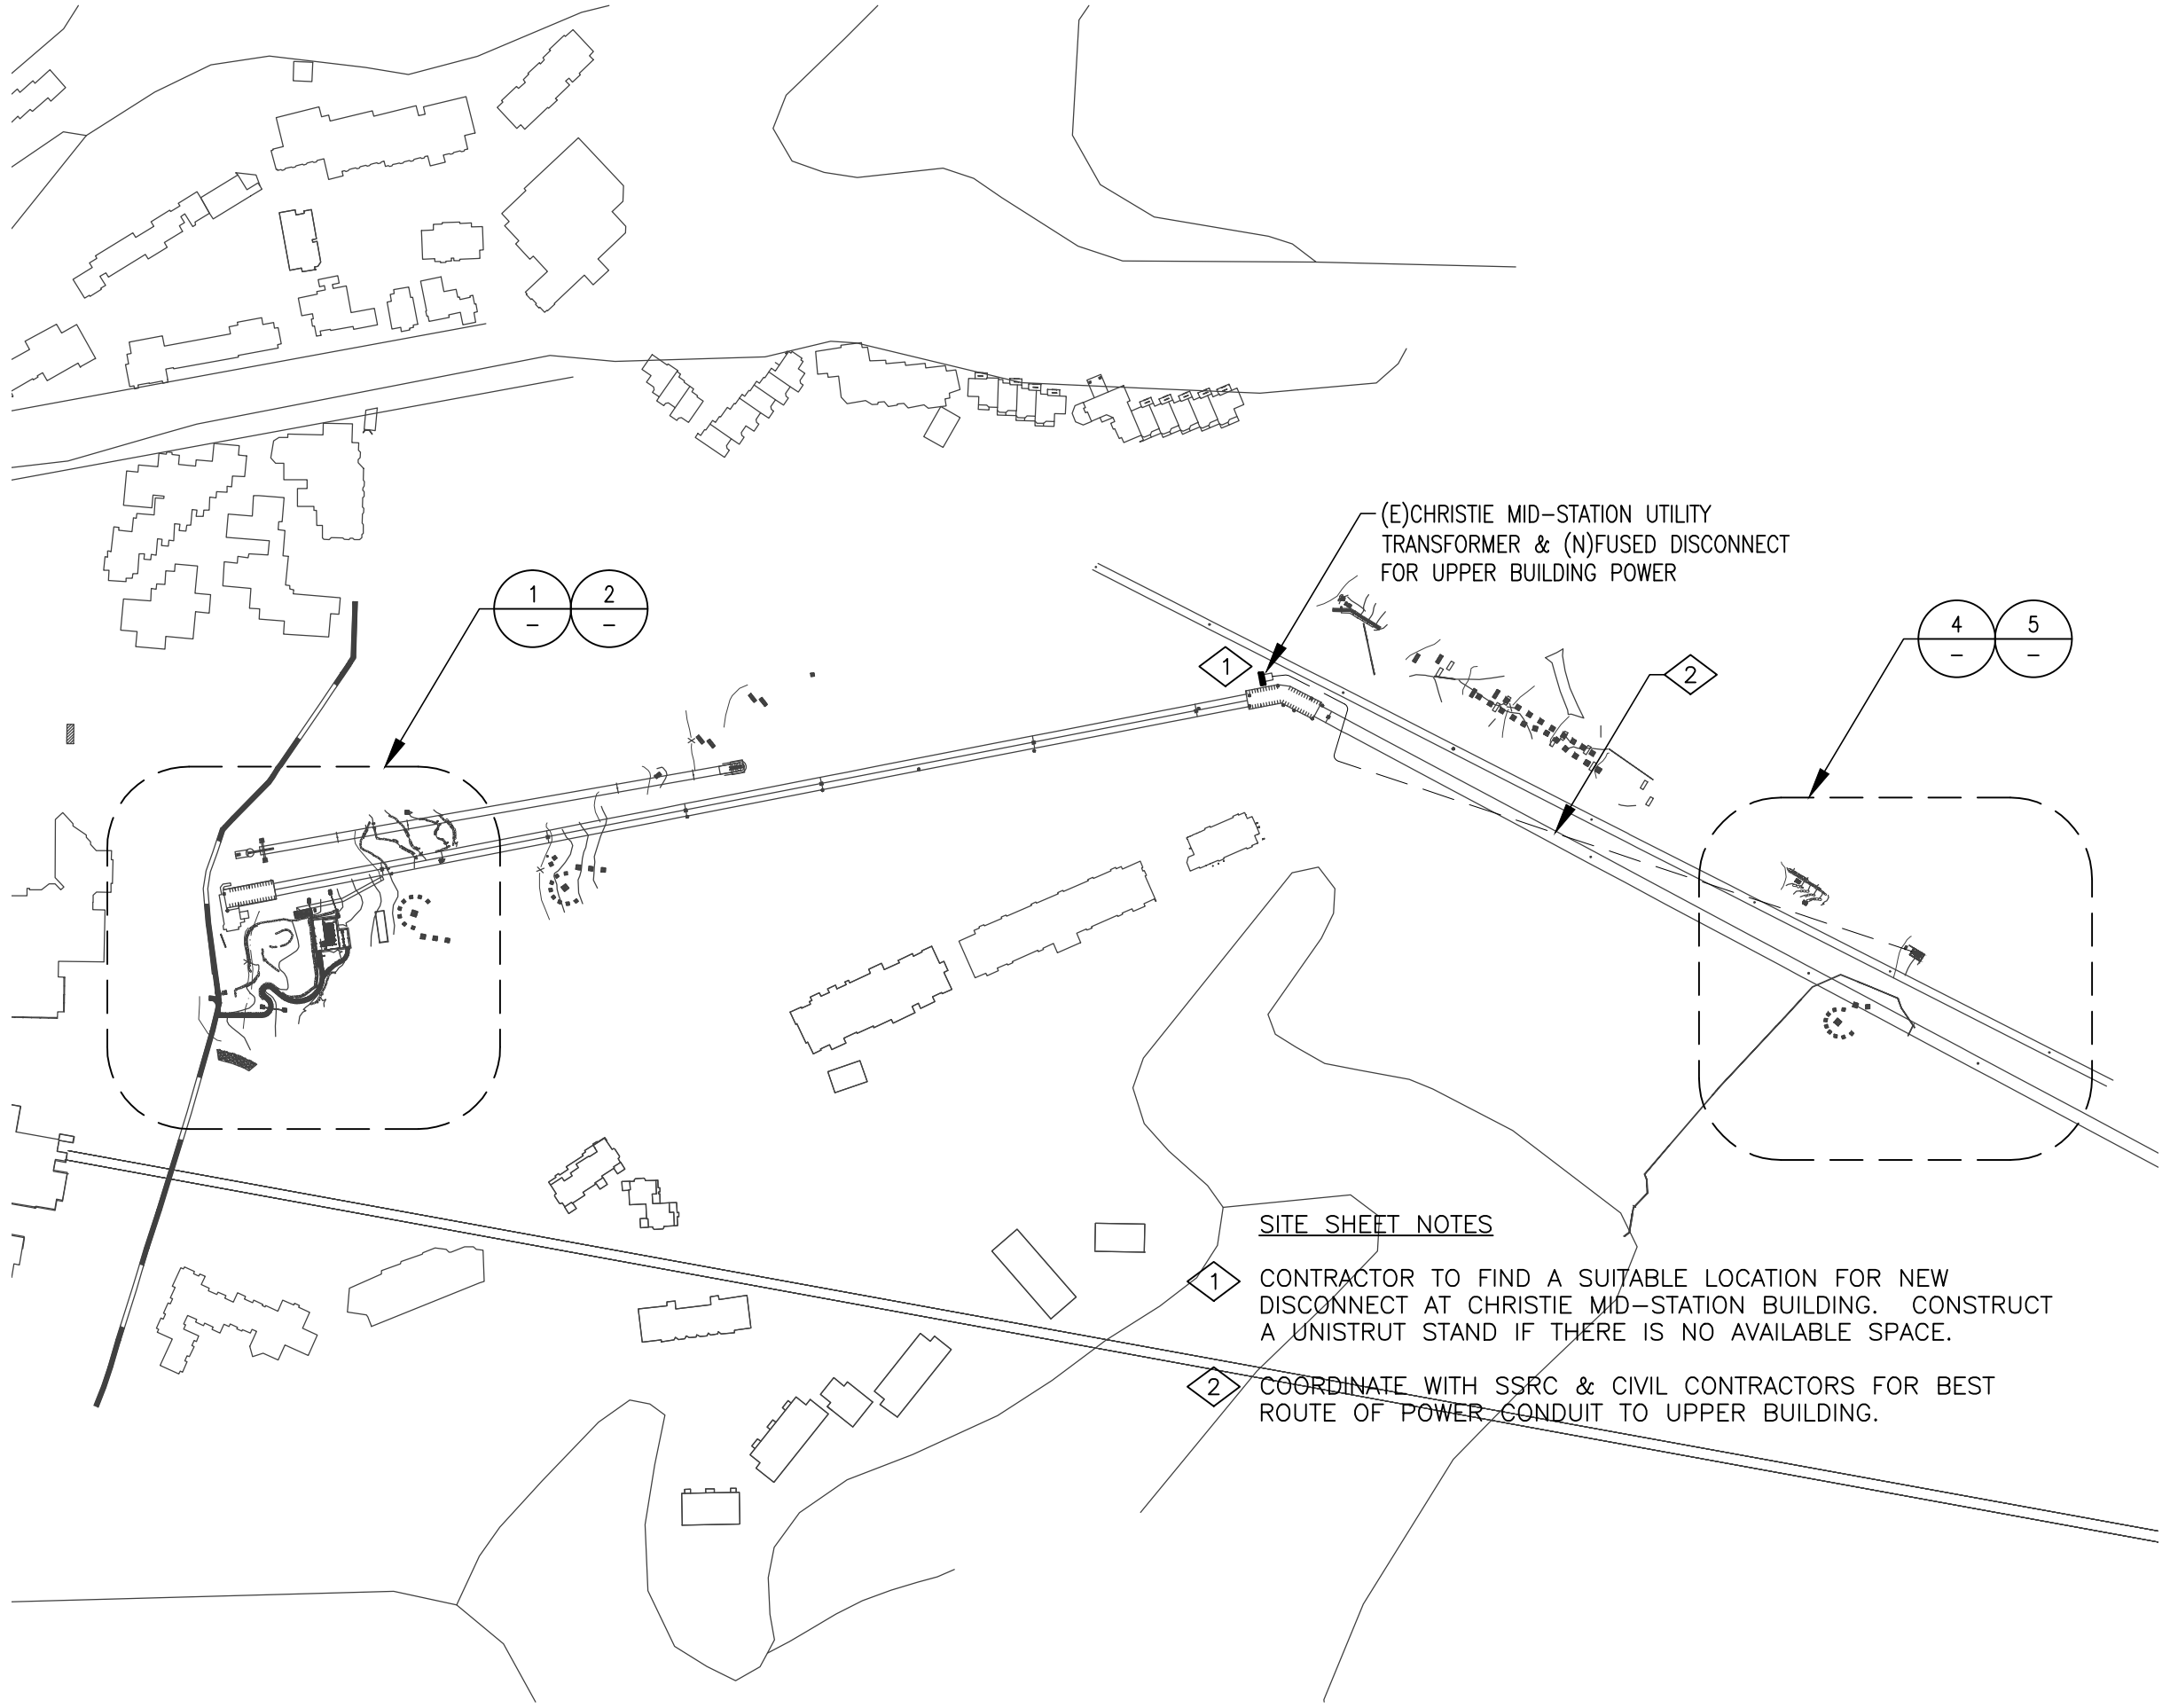 (E)CHRISTIE MID-STATION UTILITY
TRANSFORMER & (N)FUSED DISCONNECT
FOR UPPER BUILDING POWER
1 2
- -
4 5
- -
1
2
SITE SHEET NOTES
1 CONTRACTOR TO FIND A SUITABLE LOCATION FOR NEW
DISCONNECT AT CHRISTIE MID-STATION BUILDING. CONSTRUCT
A UNISTRUT STAND IF THERE IS NO AVAILABLE SPACE.
2 COORDINATE WITH SSRC & CIVIL CONTRACTORS FOR BEST
ROUTE OF POWER CONDUIT TO UPPER BUILDING.